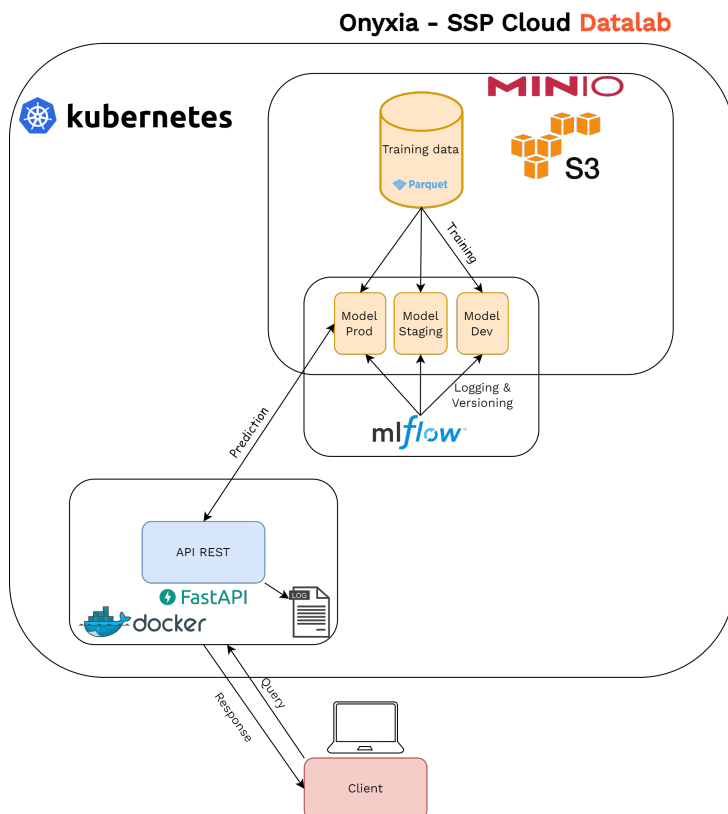 Onyxia - SSP Cloud Datalab
MINIO
kubernetes
S3
Training data
Parquet
Training
Model
Prod
Model
Staging
Model
Dev
Logging &
Versioning
mlflow™
Prediction
API REST
FastAPI
LOG
docker
Query
Response
Client